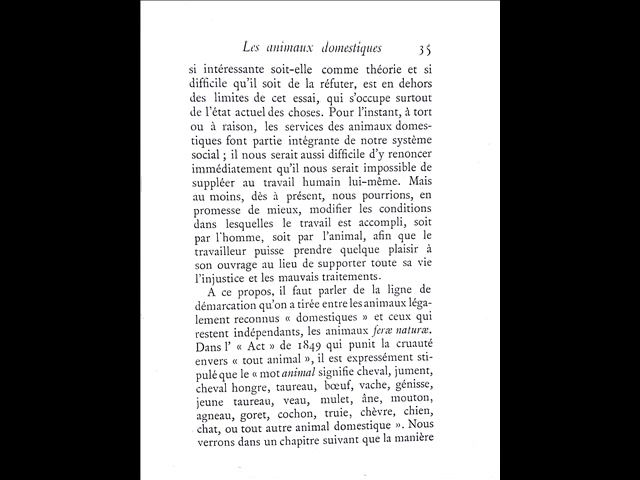 Les animaux domestiques 35
si intéressante soit-elle comme théorie et si
difficile qu'il soit de la réfuter, est en dehors
des limites de cet essai, qui s'occupe surtout
de l'état actuel des choses. Pour l'instant, à tort
ou à raison, les services des animaux domes-
tiques font partie intégrante de notre système
social ; il nous serait aussi difficile d'y renoncer
immédiatement qu'il nous serait impossible de
suppléer au travail humain lui-même. Mais
au moins, dès à présent, nous pourrions, en
promesse de mieux, modifier les conditions
dans lesquelles le travail est accompli, soit
par l'homme, soit par l'animal, afin que le
travailleur puisse prendre quelque plaisir à
son ouvrage au lieu de supporter toute sa vie
l'injustice et les mauvais traitements.
A ce propos, il faut parler de la ligne de
démarcation qu'on a tirée entre les animaux léga-
lement reconnus « domestiques » et ceux qui
restent indépendants, les animaux feræ naturæ.
Dans l' « Act » de 1849 qui punit la cruauté
envers « tout animal », il est expressément sti-
pulé que le « mot animal signifie cheval, jument,
cheval hongre, taureau, bœuf, vache, génisse,
jeune taureau, veau, mulet, âne, mouton,
agneau, goret, cochon, truie, chèvre, chien,
chat, ou tout autre animal domestique ». Nous
verrons dans un chapitre suivant que la manière